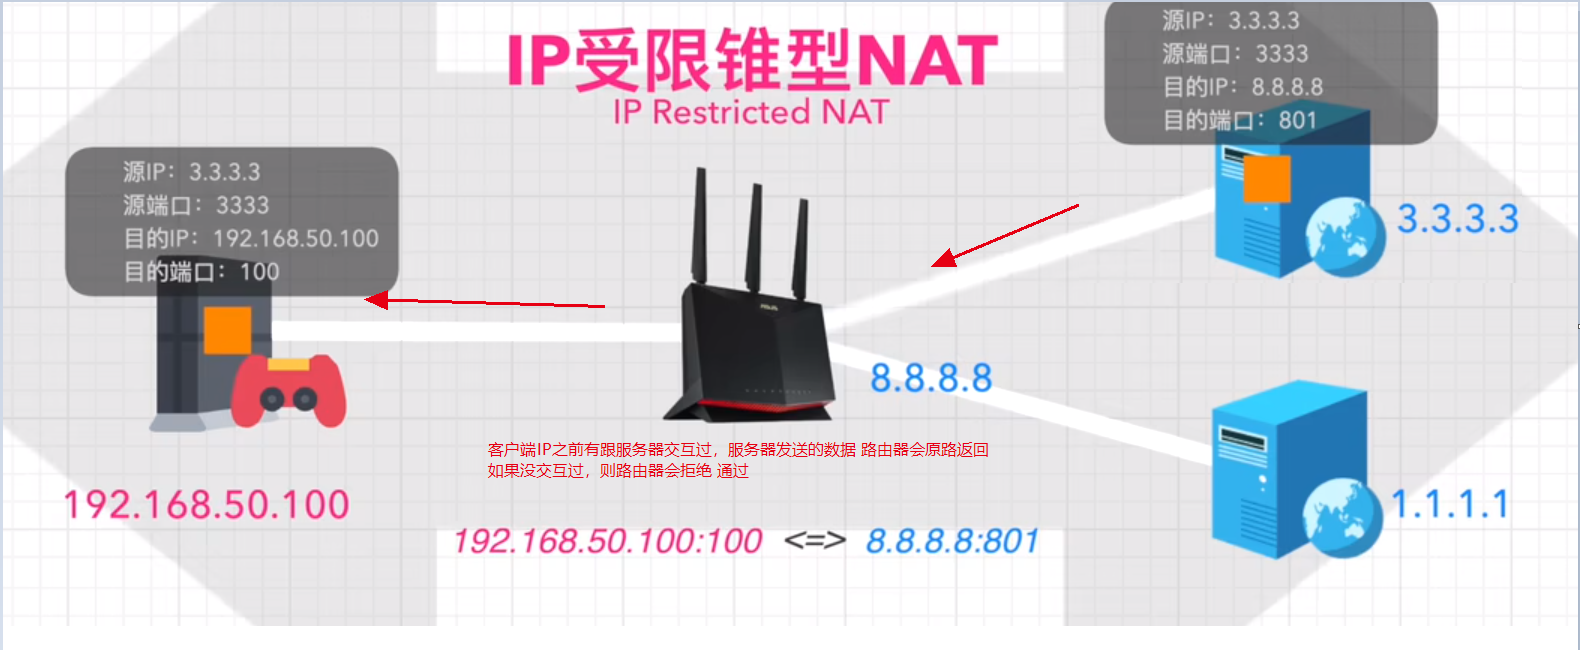 IP受限锥型NAT
IP Restricted NAT
源IP：3.3.3.3
源端口：3333
目的IP：8.8.8.8
目的端口：801
源IP：3.3.3.3
源端口：3333
目的IP：192.168.50.100
目的端口：100
3.3.3.3
8.8.8.8
客户端IP之前有跟服务器交互过，服务器发送的数据 路由器会原路返回
如果没交互过，则路由器会拒绝 通过
192.168.50.100
1.1.1.1
192.168.50.100:100 <=> 8.8.8.8:801